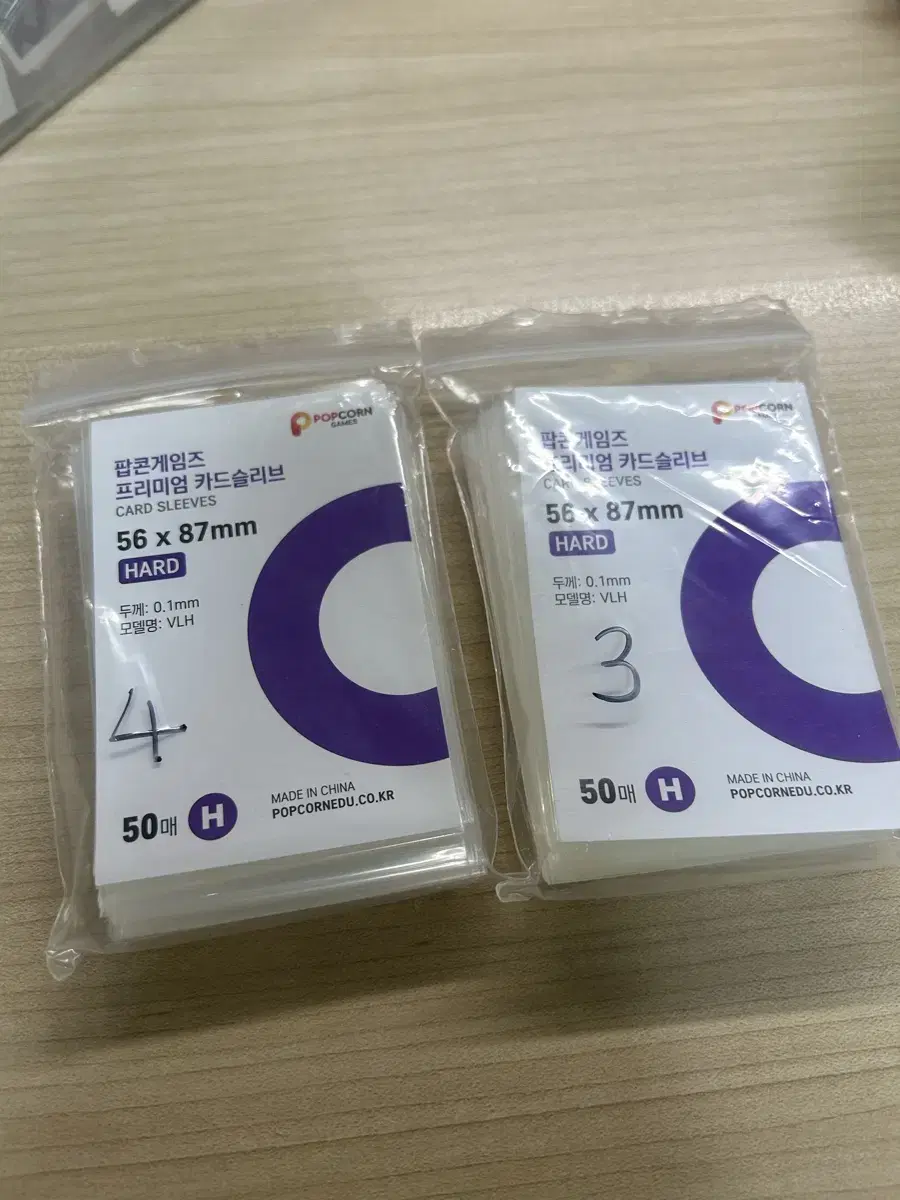 POPCORN
GAMES
팝콘게임즈
프리미엄 카드슬리브
CARD SLEEVES
56 x 87mm
HARD
두께: 0.1mm
모델명: VLH
4
50매 H
MADE IN CHINA
POPCORNEDU.CO.KR
POPCORN
GAMES
팝콘게임즈
프리미엄 카드슬리브
CARD SLEEVES
56 x 87mm
HARD
두께: 0.1mm
모델명: VLH
3
50매 H
MADE IN CHINA
POPCORNEDU.CO.KR